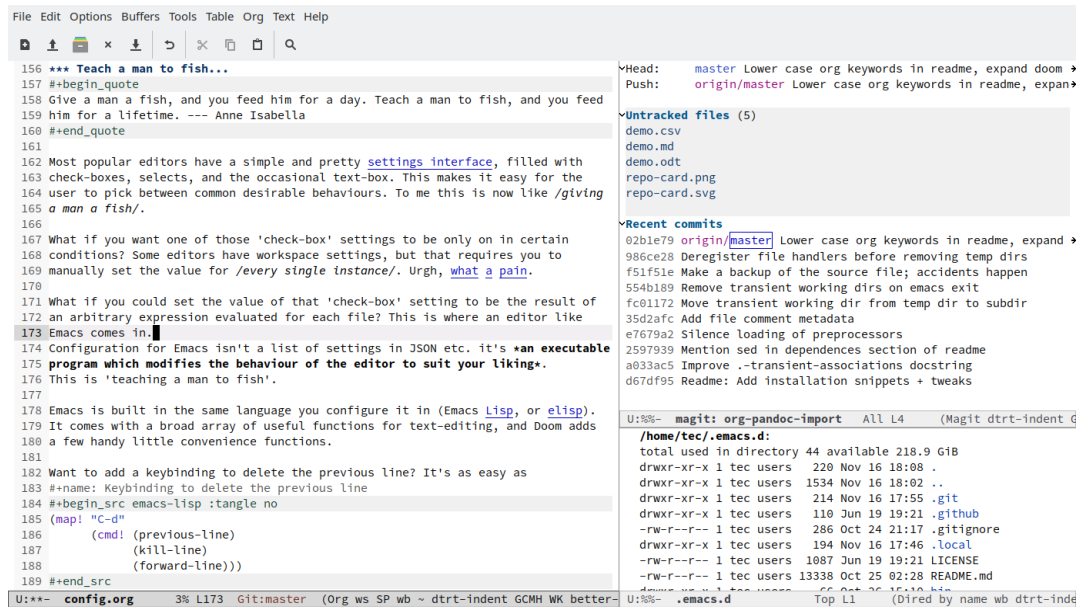 File Edit Options Buffers Tools Table Org Text Help
156 *** Teach a man to fish...
157 #+begin_quote
158 Give a man a fish, and you feed him for a day. Teach a man to fish, and you feed
159 him for a lifetime. --- Anne Isabella
160 #+end_quote
161
162 Most popular editors have a simple and pretty settings interface, filled with
163 check-boxes, selects, and the occasional text-box. This makes it easy for the
164 user to pick between common desirable behaviours. To me this is now like /giving
165 a man a fish/.
166
167 What if you want one of those 'check-box' settings to be only on in certain
168 conditions? Some editors have workspace settings, but that requires you to
169 manually set the value for /every single instance/. Urgh, what a pain.
170
171 What if you could set the value of that 'check-box' setting to be the result of
172 an arbitrary expression evaluated for each file? This is where an editor like
173 Emacs comes in.
174 Configuration for Emacs isn't a list of settings in JSON etc. it's *an executable
175 program which modifies the behaviour of the editor to suit your liking*.
176 This is 'teaching a man to fish'.
177
178 Emacs is built in the same language you configure it in (Emacs Lisp, or elisp).
179 It comes with a broad array of useful functions for text-editing, and Doom adds
180 a few handy little convenience functions.
181
182 Want to add a keybinding to delete the previous line? It's as easy as
183 #+name: Keybinding to delete the previous line
184 #+begin_src emacs-lisp :tangle no
185 (map! "C-d"
186 (cmd! (previous-line)
187 (kill-line)
188 (forward-line)))
189 #+end_src
U:**- config.org 3% L173 Git:master (Org ws SP wb ~ dtrt-indent GCMH WK better-
Head: master Lower case org keywords in readme, expand doom
Push: origin/master Lower case org keywords in readme, expan
Untracked files (5)
demo.csv
demo.md
demo.odt
repo-card.png
repo-card.svg
Recent commits
02b1e79 origin/master Lower case org keywords in readme, expand
986ce28 Deregister file handlers before removing temp dirs
f51f51e Make a backup of the source file; accidents happen
554b189 Remove transient working dirs on emacs exit
fc01172 Move transient working dir from temp dir to subdir
35d2afc Add file comment metadata
e7679a2 Silence loading of preprocessors
2597939 Mention sed in dependences section of readme
a033ac5 Improve .-transient-associations docstring
d67df95 Readme: Add installation snippets + tweaks
U:%%- magit: org-pandoc-import All L4 (Magit dtrt-indent G
/home/tec/.emacs.d:
total used in directory 44 available 218.9 GiB
drwxr-xr-x 1 tec users 220 Nov 16 18:08 .
drwxr-xr-x 1 tec users 1534 Nov 16 18:02 ..
drwxr-xr-x 1 tec users 214 Nov 16 17:55 .git
drwxr-xr-x 1 tec users 110 Jun 19 19:21 .github
-rw-r--r-- 1 tec users 286 Oct 24 21:17 .gitignore
drwxr-xr-x 1 tec users 194 Nov 16 17:46 .local
-rw-r--r-- 1 tec users 1087 Jun 19 19:21 LICENSE
-rw-r--r-- 1 tec users 13338 Oct 25 02:28 README.md
U:%%- .emacs.d Top L1 (Dired by name wb dtrt-inde